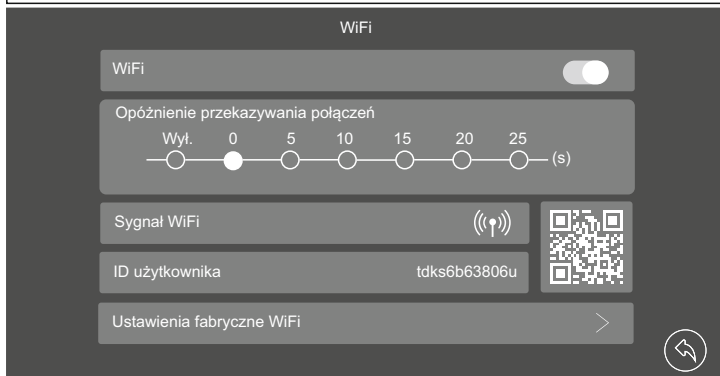 WiFi
WiFi
Opóżnienie przekazywania połączeń
Wył. 0 5 10 15 20 25
(s)
Sygnał WiFi
ID użytkownika tdks6b63806u
Ustawienia fabryczne WiFi